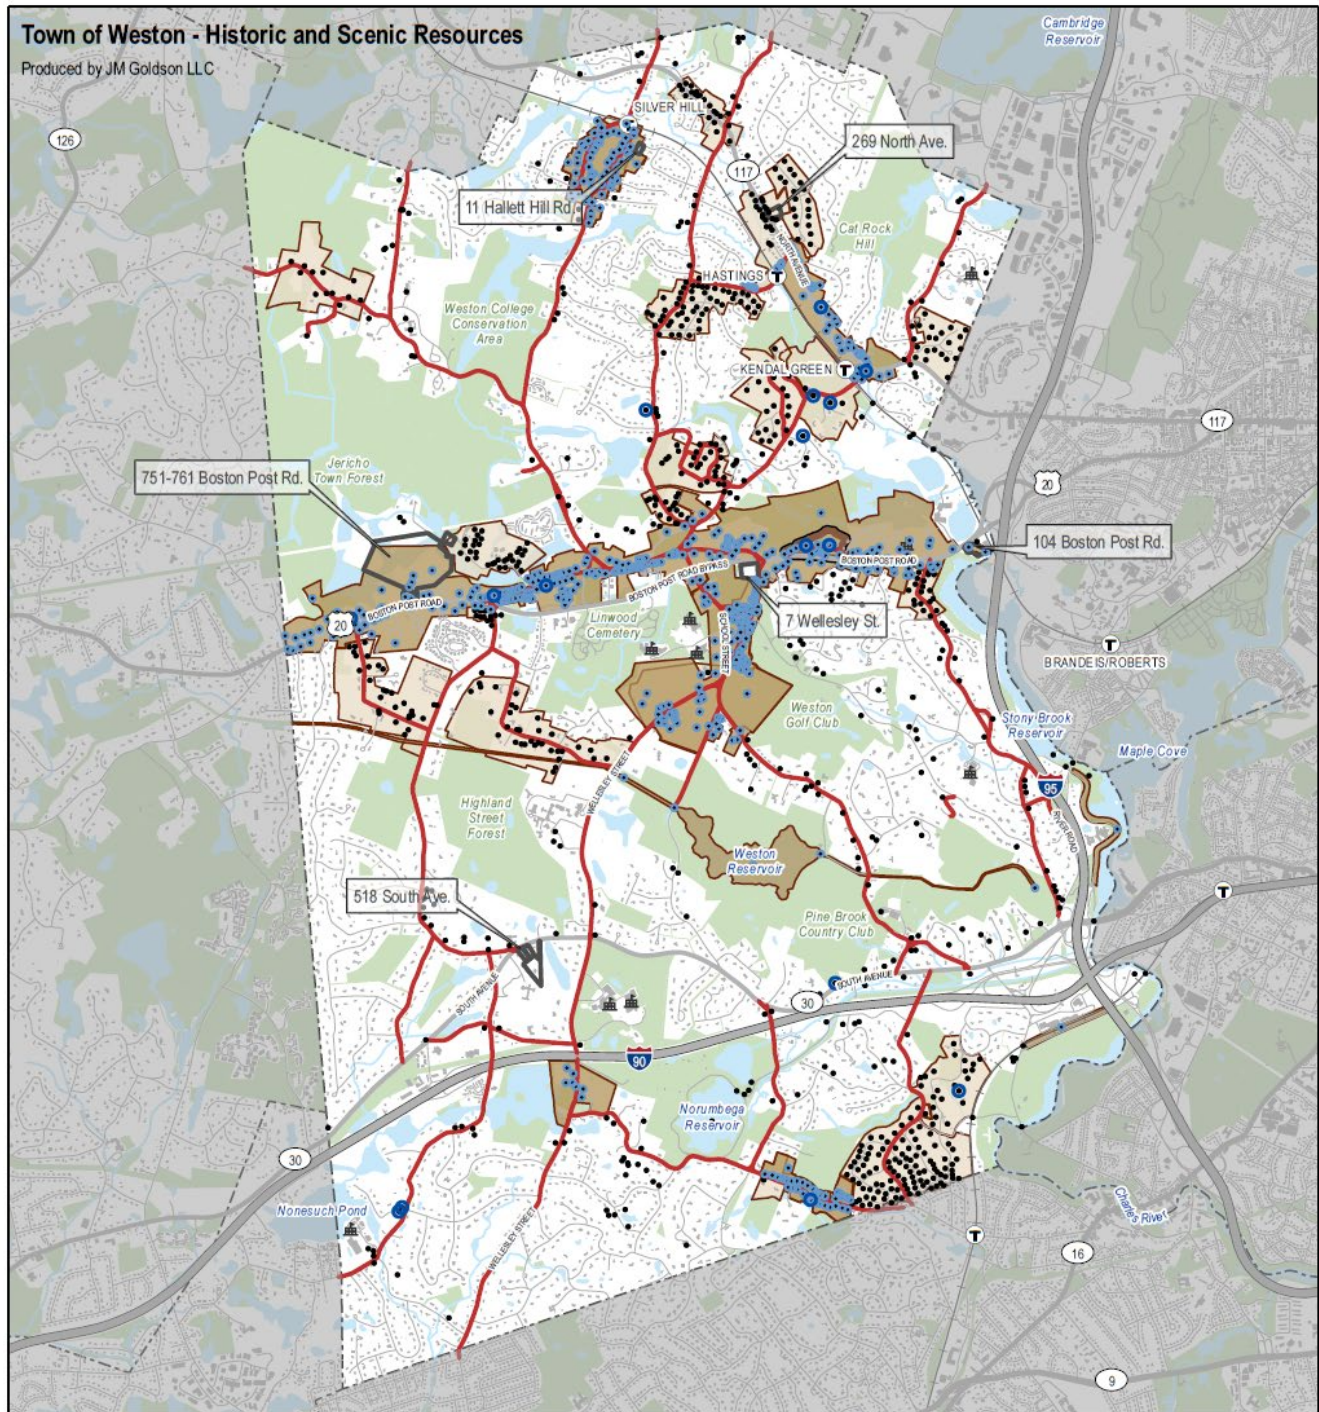 Town of Weston - Historic and Scenic Resources
Produced by JM Goldson LLC
Cambridge
Reservoir
126
SILVER HILL
269 North Ave.
117
11 Hallett Hill Rd.
Cat Rock
Hill
NORTH AVENUE
HASTINGS
T
Weston College
Conservation
Area
KENDAL GREEN
T
117
Jericho
Town Forest
751-761 Boston Post Rd.
20
104 Boston Post Rd.
BOSTON POST ROAD
BOSTON POST ROAD BYPASS
BOSTON POST ROAD
20
7 Wellesley St.
Linwood
Cemetery
SCHOOL STREET
T
BRANDEIS/ROBERTS
Weston
Golf Club
Stony Brook
Reservoir
Maple Cove
WELLESLEY STREET
95
Highland
Street
Forest
RIVER ROAD
Weston
Reservoir
518 South Ave.
T
Pine Brook
Country Club
SOUTH AVENUE
SOUTH AVENUE
30
90
Norumbega
Reservoir
30
Nonesuch Pond
WELLESLEY STREET
Charles River
T
16
9